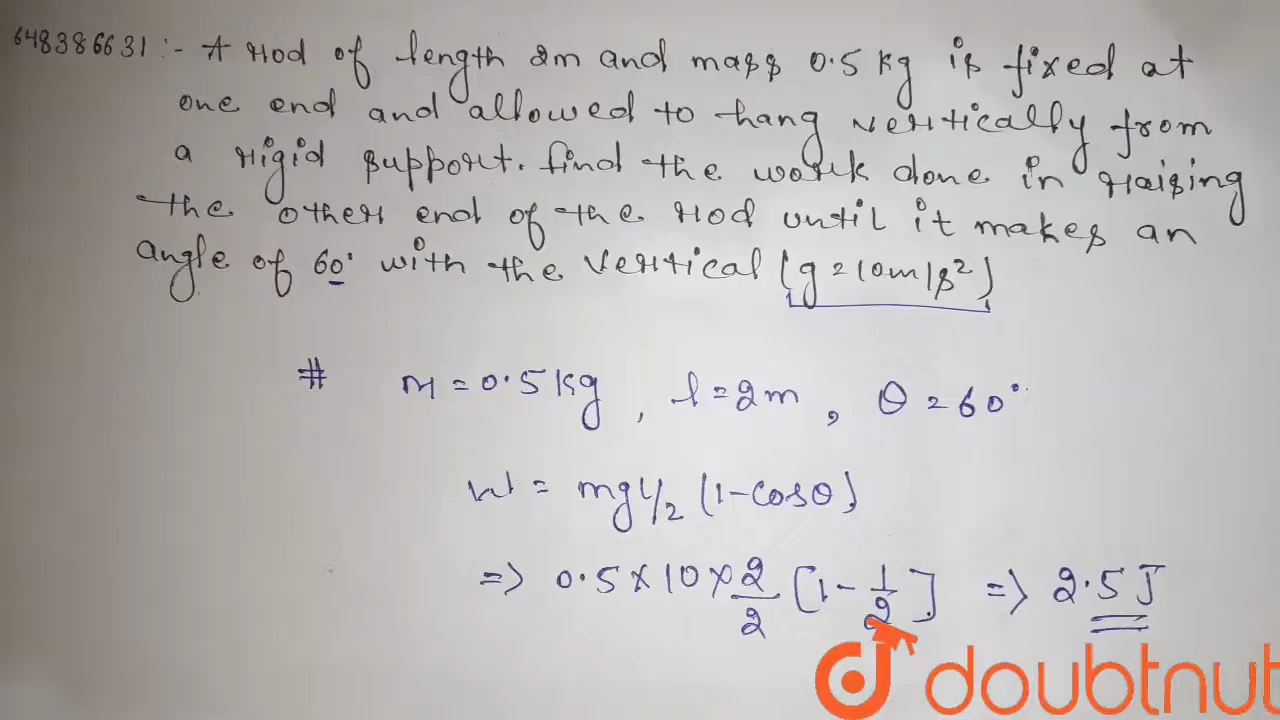 648386631 :- A rod of length 2m and mass 0.5 kg is fixed at
one end and allowed to hang vertically from
a rigid support. find the work done in raising
the other end of the rod until it makes an
angle of 60° with the vertical (g = 10m/s²)
# m = 0.5 kg , l = 2m , θ = 60°
W = mg l/2 (1 - cosθ)
=> 0.5 × 10 × 2/2 [1 - 1/2] => 2.5 J
doubtnut